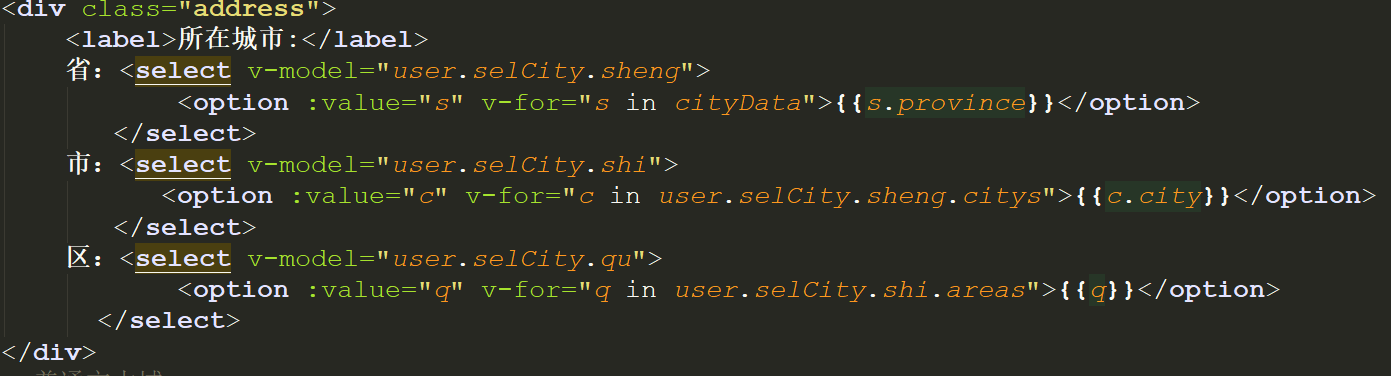 <div class="address">
<label>所在城市:</label>
省：<select v-model="user.selCity.sheng">
<option :value="s" v-for="s in cityData">{{s.province}}</option>
</select>
市：<select v-model="user.selCity.shi">
<option :value="c" v-for="c in user.selCity.sheng.citys">{{c.city}}</option>
</select>
区：<select v-model="user.selCity.qu">
<option :value="q" v-for="q in user.selCity.shi.areas">{{q}}</option>
</select>
</div>